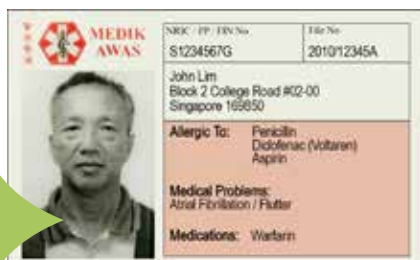 MEDIK
AWAS
NRIC / PP / FIN No
File No
S1234567G
2010/12345A
John Lim
Block 2 College Road #02-00
Singapore 169850
Allergic To: Penicillin
Diclofenac (Voltaren)
Aspirin
Medical Problems:
Atrial Fibrillation / Flutter
Medications: Warfarin